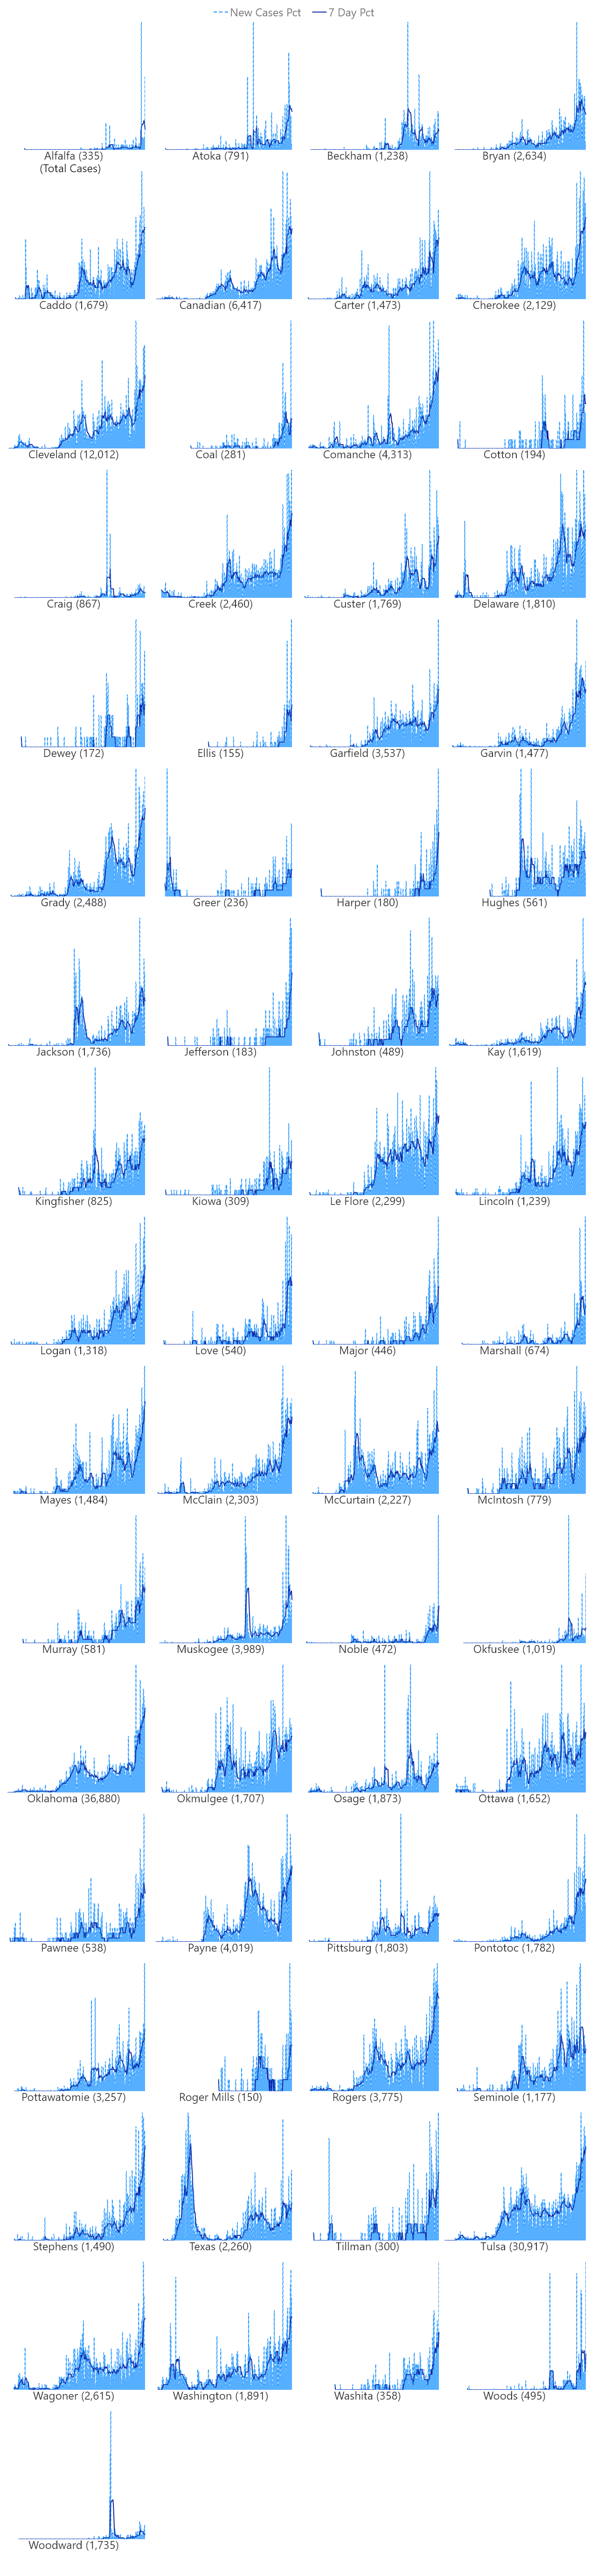 New Cases Pct 7 Day Pct
Alfalfa (335)
(Total Cases)
Atoka (791)
Beckham (1,238)
Bryan (2,634)
Caddo (1,679)
Canadian (6,417)
Carter (1,473)
Cherokee (2,129)
Cleveland (12,012)
Coal (281)
Comanche (4,313)
Cotton (194)
Craig (867)
Creek (2,460)
Custer (1,769)
Delaware (1,810)
Dewey (172)
Ellis (155)
Garfield (3,537)
Garvin (1,477)
Grady (2,488)
Greer (236)
Harper (180)
Hughes (561)
Jackson (1,736)
Jefferson (183)
Johnston (489)
Kay (1,619)
Kingfisher (825)
Kiowa (309)
Le Flore (2,299)
Lincoln (1,239)
Logan (1,318)
Love (540)
Major (446)
Marshall (674)
Mayes (1,484)
McClain (2,303)
McCurtain (2,227)
McIntosh (779)
Murray (581)
Muskogee (3,989)
Noble (472)
Okfuskee (1,019)
Oklahoma (36,880)
Okmulgee (1,707)
Osage (1,873)
Ottawa (1,652)
Pawnee (538)
Payne (4,019)
Pittsburg (1,803)
Pontotoc (1,782)
Pottawatomie (3,257)
Roger Mills (150)
Rogers (3,775)
Seminole (1,177)
Stephens (1,490)
Texas (2,260)
Tillman (300)
Tulsa (30,917)
Wagoner (2,615)
Washington (1,891)
Washita (358)
Woods (495)
Woodward (1,735)